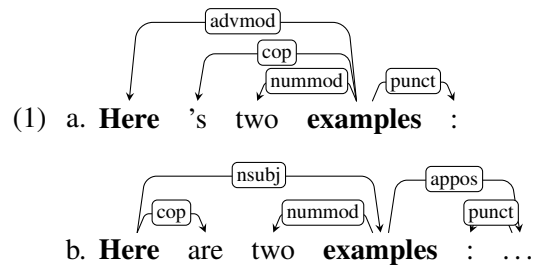 advmod
cop
nummod
punct
(1) a. Here 's two examples :
nsubj
appos
cop
nummod
punct
b. Here are two examples : ...